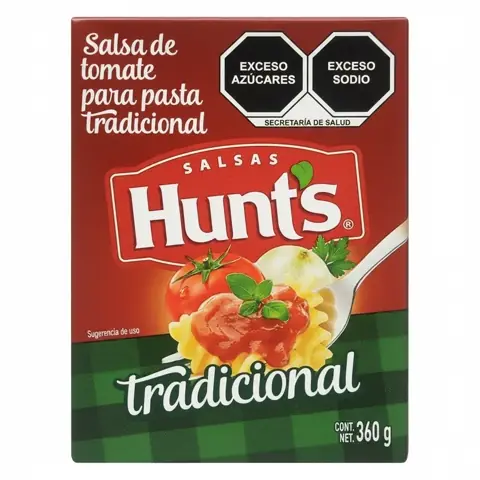 Salsa de
tomate
para pasta
tradicional
EXCESO
AZÚCARES
EXCESO
SODIO
SECRETARÍA DE SALUD
SALSAS
Hunt's®
Sugerencia de uso
tradicional
CONT.
NET. 360 g